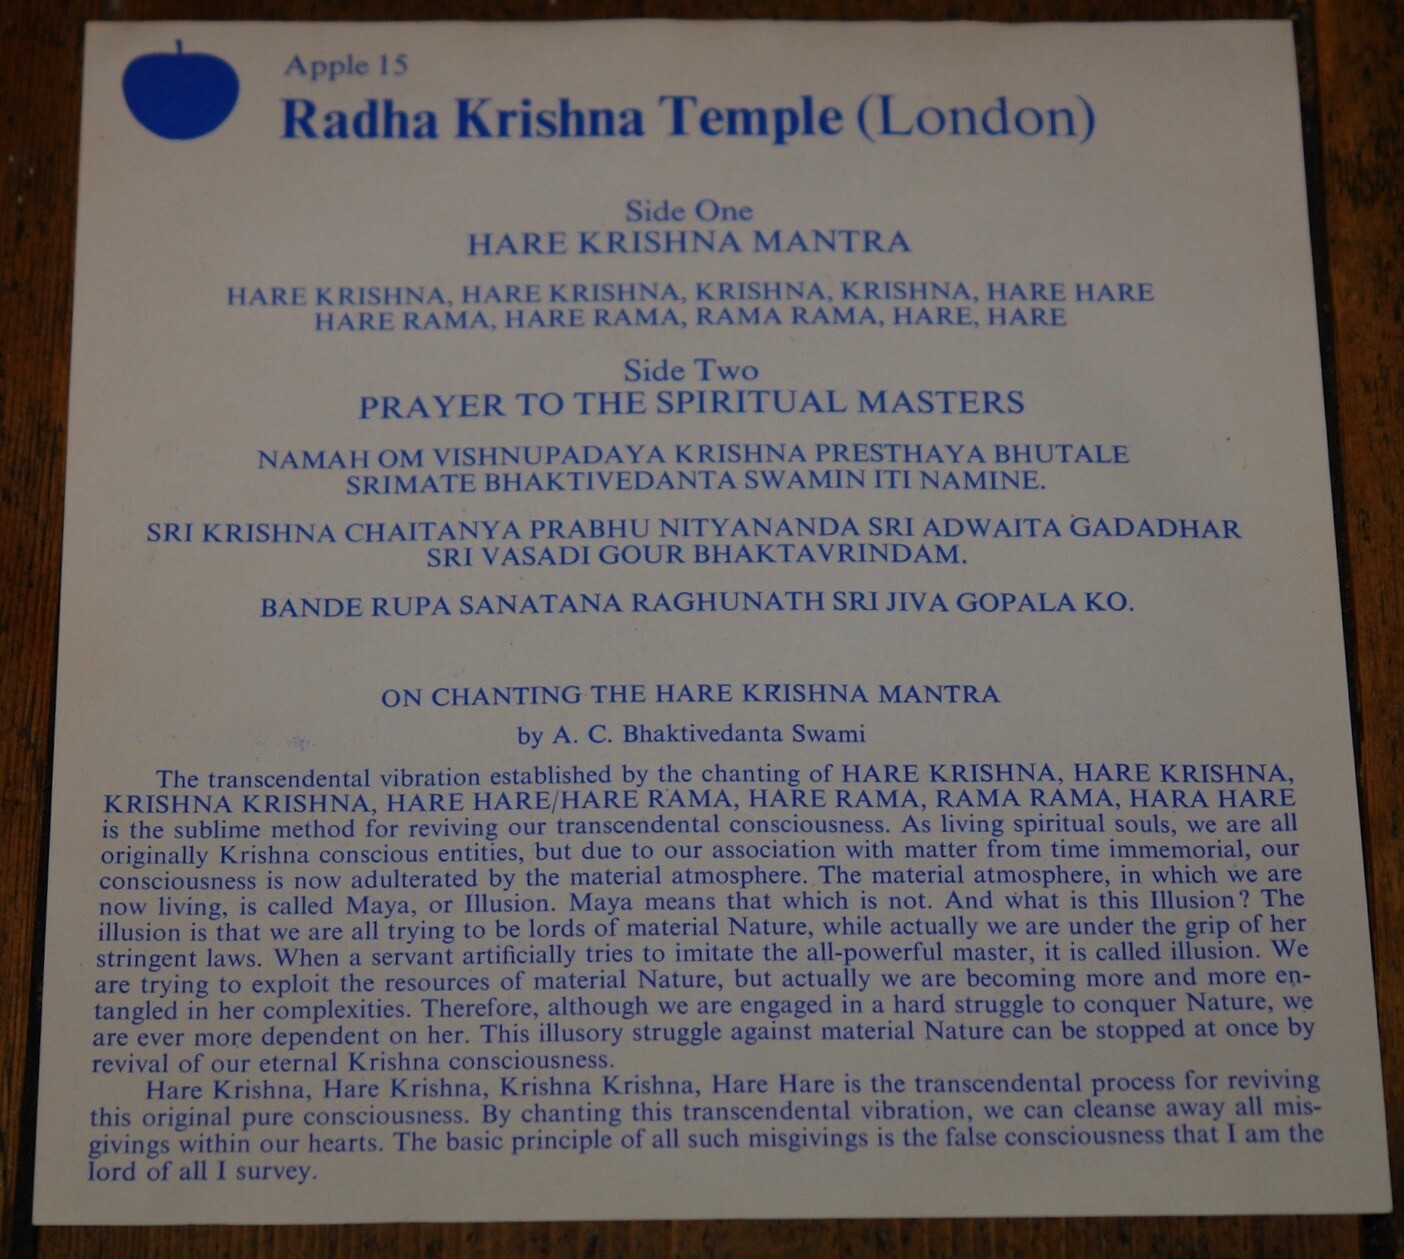 Apple 15
Radha Krishna Temple (London)
Side One
HARE KRISHNA MANTRA
HARE KRISHNA, HARE KRISHNA, KRISHNA, KRISHNA, HARE HARE
HARE RAMA, HARE RAMA, RAMA RAMA, HARE, HARE
Side Two
PRAYER TO THE SPIRITUAL MASTERS
NAMAH OM VISHNUPADAYA KRISHNA PRESTHAYA BHUTALE
SRIMATE BHAKTIVEDANTA SWAMIN ITI NAMINE.
SRI KRISHNA CHAITANYA PRABHU NITYANANDA SRI ADWAITA GADADHAR
SRI VASADI GOUR BHAKTAVRINDAM.
BANDE RUPA SANATANA RAGHUNATH SRI JIVA GOPALA KO.
ON CHANTING THE HARE KRISHNA MANTRA
by A. C. Bhaktivedanta Swami
The transcendental vibration established by the chanting of HARE KRISHNA, HARE KRISHNA,
KRISHNA KRISHNA, HARE HARE/HARE RAMA, HARE RAMA, RAMA RAMA, HARA HARE
is the sublime method for reviving our transcendental consciousness. As living spiritual souls, we are all
originally Krishna conscious entities, but due to our association with matter from time immemorial, our
consciousness is now adulterated by the material atmosphere. The material atmosphere, in which we are
now living, is called Maya, or Illusion. Maya means that which is not. And what is this Illusion? The
illusion is that we are all trying to be lords of material Nature, while actually we are under the grip of her
stringent laws. When a servant artificially tries to imitate the all-powerful master, it is called illusion. We
are trying to exploit the resources of material Nature, but actually we are becoming more and more en-
tangled in her complexities. Therefore, although we are engaged in a hard struggle to conquer Nature, we
are ever more dependent on her. This illusory struggle against material Nature can be stopped at once by
revival of our eternal Krishna consciousness.
Hare Krishna, Hare Krishna, Krishna Krishna, Hare Hare is the transcendental process for reviving
this original pure consciousness. By chanting this transcendental vibration, we can cleanse away all mis-
givings within our hearts. The basic principle of all such misgivings is the false consciousness that I am the
lord of all I survey.